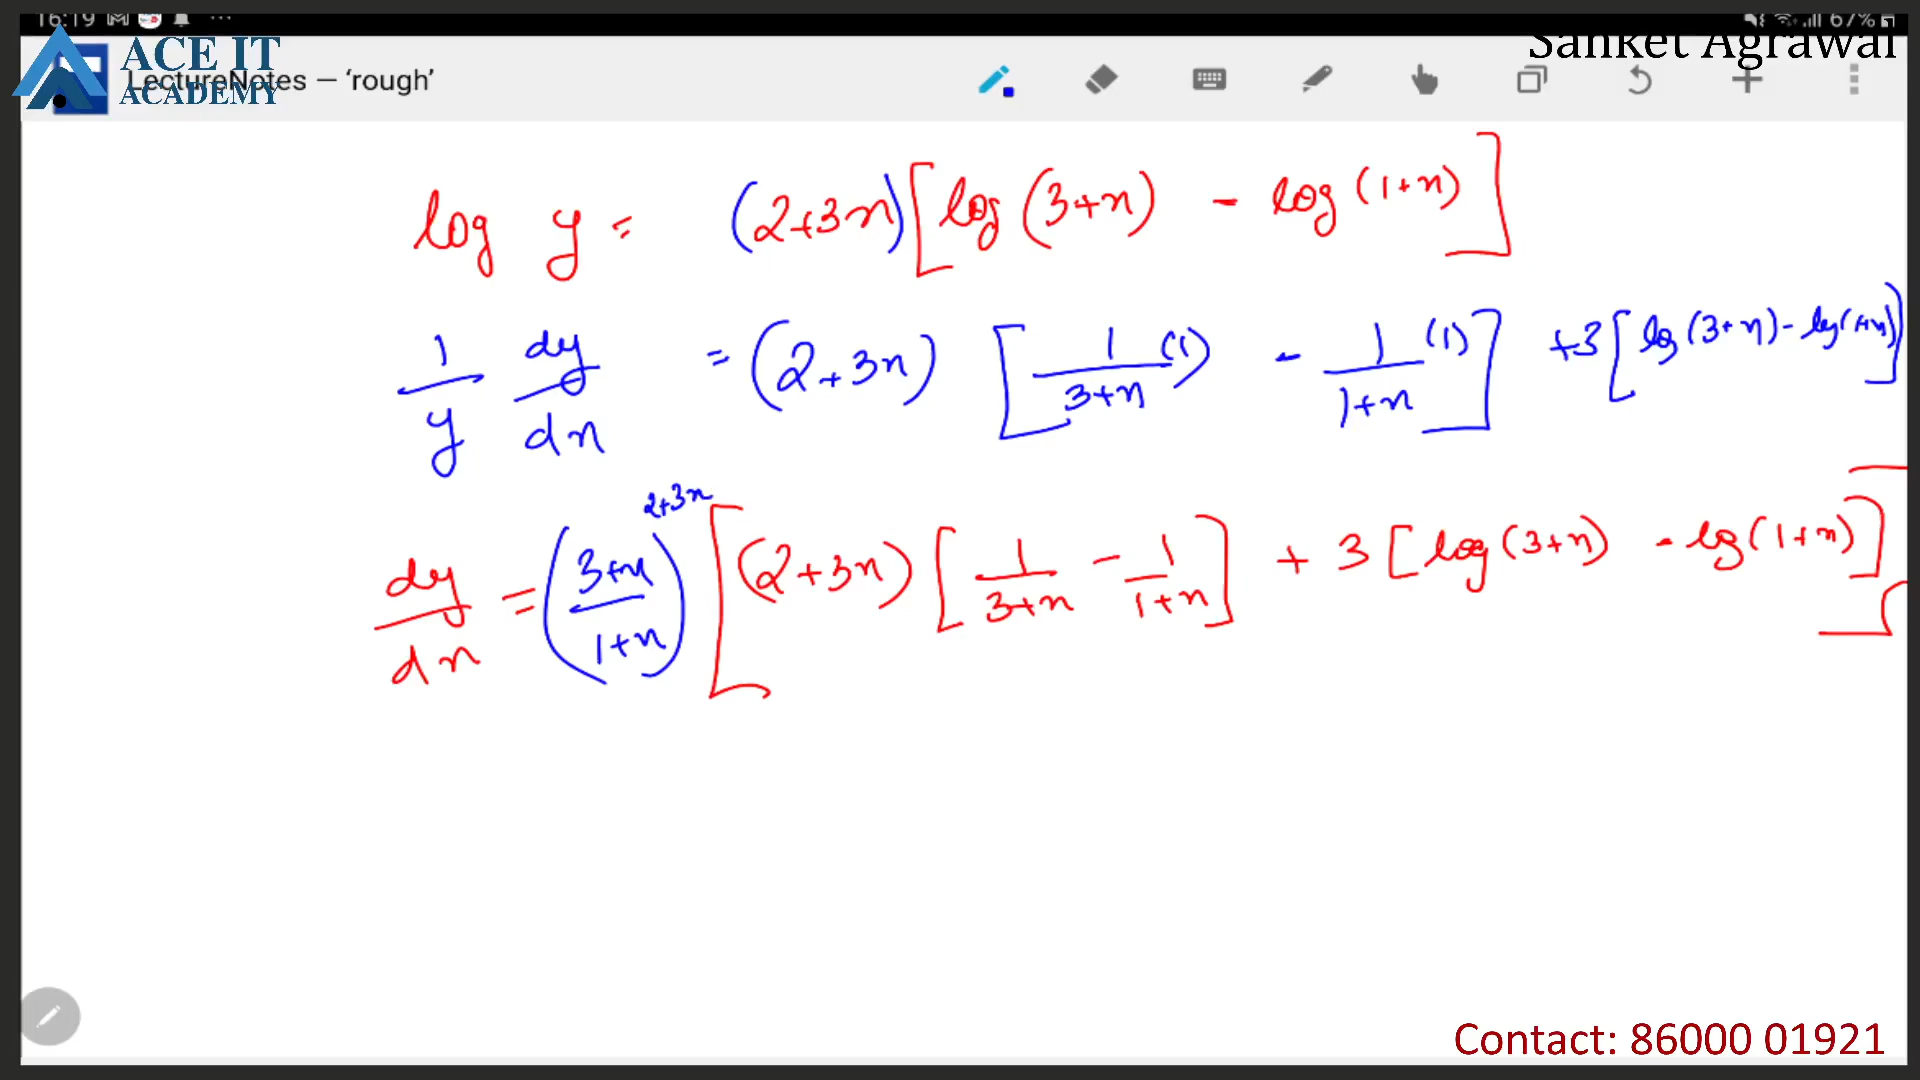 16:19 ... 67%
Sanket Agrawal
ACE IT
ACADEMY
LectureNotes — ‘rough’
log y = (2+3x) [log (3+x) - log (1+x)]
1/y dy/dx = (2+3x) [1/(3+x) (1) - 1/(1+x) (1)] +3 [log (3+x) - log (1+x)]
dy/dx = ((3+x)/(1+x))^(2+3x) [(2+3x) [1/(3+x) - 1/(1+x)] + 3 [log (3+x) - log (1+x)]]
Contact: 86000 01921